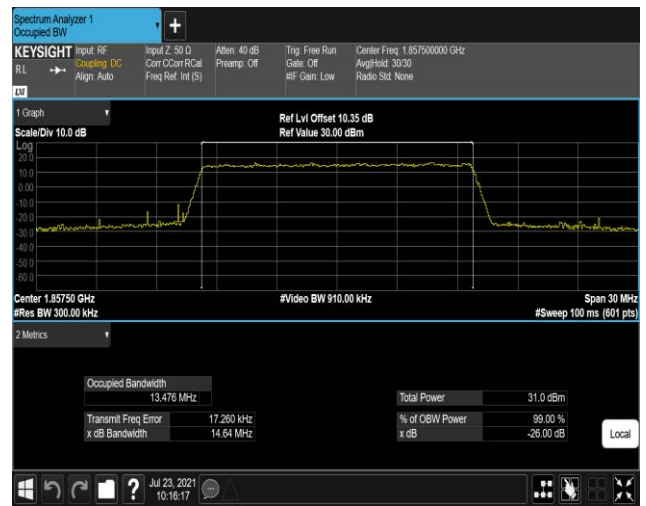 Spectrum Analyzer 1
Occupied BW
KEYSIGHT
RL
LXI
Input: RF
Coupling: DC
Align: Auto
Input Z: 50 Ω
Corr CCorr RCal
Freq Ref: Int (S)
Atten: 40 dB
Preamp: Off
Trig: Free Run
Gate: Off
#IF Gain: Low
Center Freq: 1.857500000 GHz
Avg|Hold: 30/30
Radio Std: None
1 Graph
Scale/Div 10.0 dB
Ref Lvl Offset 10.35 dB
Ref Value 30.00 dBm
Log
20.0
10.0
0.00
-10.0
-20.0
-30.0
-40.0
-50.0
-60.0
Center 1.85750 GHz
#Res BW 300.00 kHz
#Video BW 910.00 kHz
Span 30 MHz
#Sweep 100 ms (601 pts)
2 Metrics
Occupied Bandwidth
13.476 MHz
Transmit Freq Error 17.260 kHz
x dB Bandwidth 14.64 MHz
Total Power 31.0 dBm
% of OBW Power 99.00 %
x dB -26.00 dB
Local
?
Jul 23, 2021
10:16:17